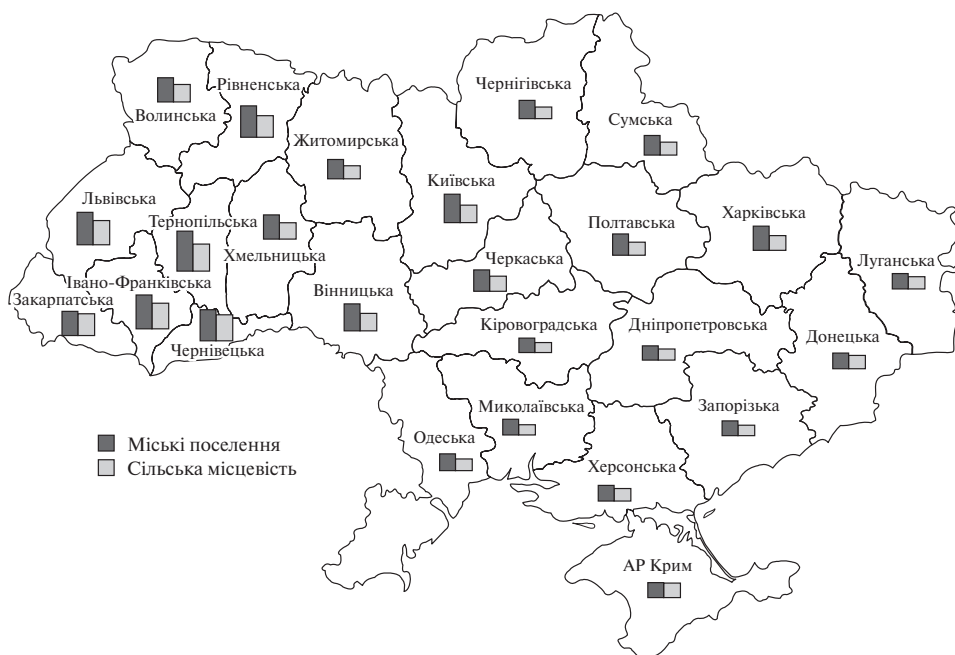 Рівненська
Волинська
Чернігівська
Сумська
Житомирська
Київська
Львівська
Тернопільська
Хмельницька
Полтавська
Харківська
Луганська
Івано-Франківська
Закарпатська
Чернівецька
Вінницька
Черкаська
Кіровоградська
Дніпропетровська
Донецька
Миколаївська
Запорізька
Одеська
Херсонська
Міські поселення
Сільська місцевість
АР Крим